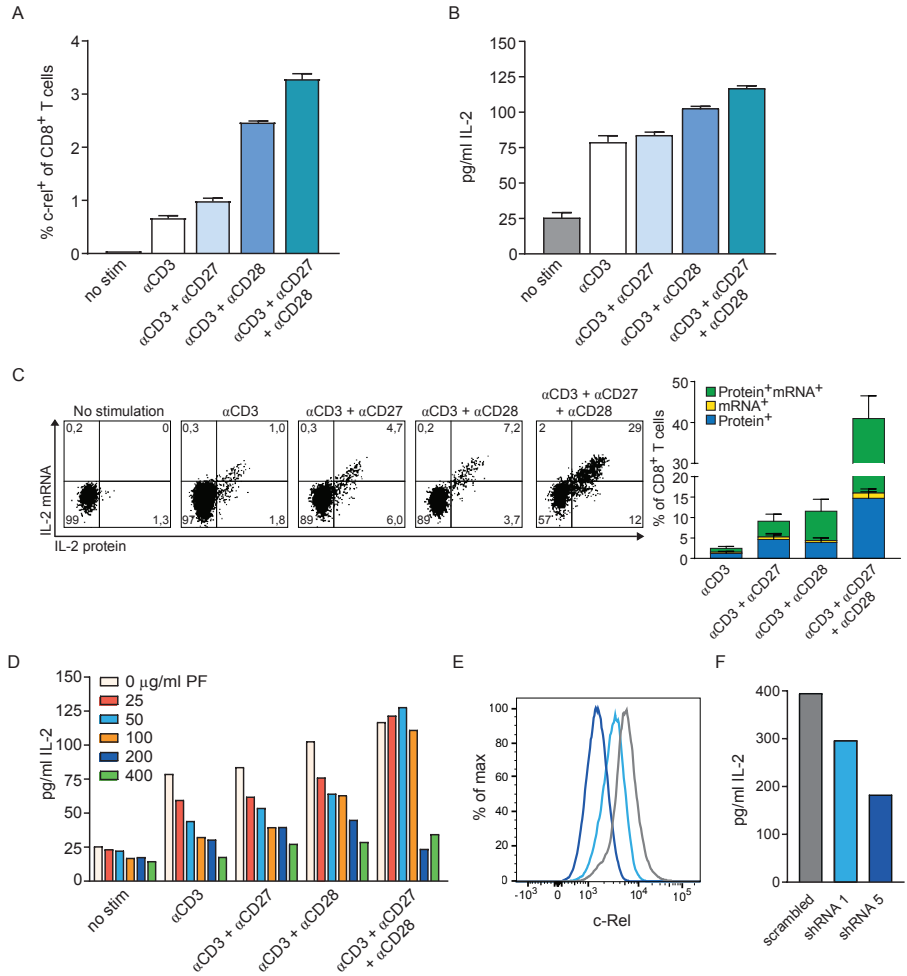 A
% c-rel+ of CD8+ T cells
4
3
2
1
0
no stim
αCD3
αCD3 + αCD27
αCD3 + αCD28
αCD3 + αCD27
+ αCD28
B
pg/ml IL-2
150
125
100
75
50
25
0
no stim
αCD3
αCD3 + αCD27
αCD3 + αCD28
αCD3 + αCD27
+ αCD28
C
No stimulation
αCD3
αCD3 + αCD27
αCD3 + αCD28
αCD3 + αCD27
+ αCD28
0,2 0
99 1,3
0,3 1,0
97 1,8
0,3 4,7
89 6,0
0,2 7,2
89 3,7
2 29
57 12
IL-2 mRNA
IL-2 protein
% of CD8+ T cells
50
40
30
20
15
10
5
0
Protein+mRNA+
mRNA+
Protein+
αCD3
αCD3 + αCD27
αCD3 + αCD28
αCD3 + αCD27
+ αCD28
D
pg/ml IL-2
150
125
100
75
50
25
0
0 μg/ml PF
25
50
100
200
400
no stim
αCD3
αCD3 + αCD27
αCD3 + αCD28
αCD3 + αCD27
+ αCD28
E
% of max
100
80
60
40
20
0
-10³ 10³ 10⁴ 10⁵
c-Rel
F
pg/ml IL-2
400
300
200
100
0
scrambled
shRNA 1
shRNA 5